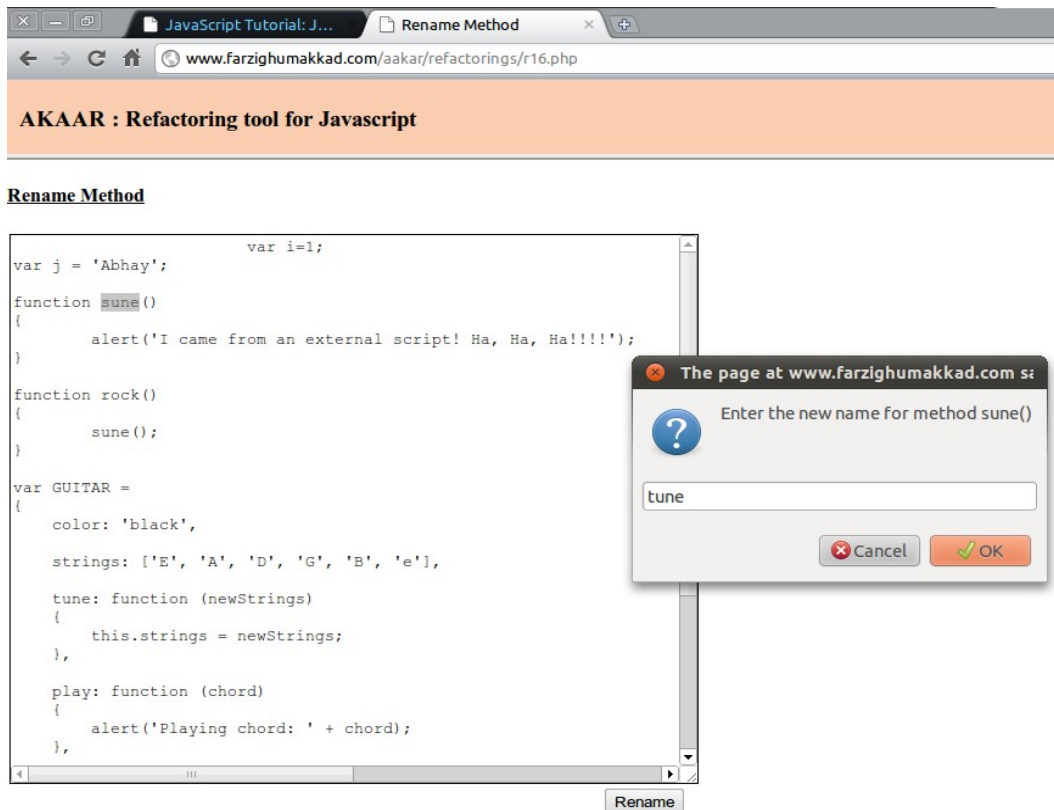 JavaScript Tutorial: J...
Rename Method
www.farzighumakkad.com/aakar/refactorings/r16.php
AKAAR : Refactoring tool for Javascript
Rename Method
var i=1;
var j = 'Abhay';
function sune()
{
alert('I came from an external script! Ha, Ha, Ha!!!!');
}
function rock()
{
sune();
}
var GUITAR =
{
color: 'black',
strings: ['E', 'A', 'D', 'G', 'B', 'e'],
tune: function (newStrings)
{
this.strings = newStrings;
},
play: function (chord)
{
alert('Playing chord: ' + chord);
},
The page at www.farzighumakkad.com sa
Enter the new name for method sune()
tune
Cancel
OK
Rename